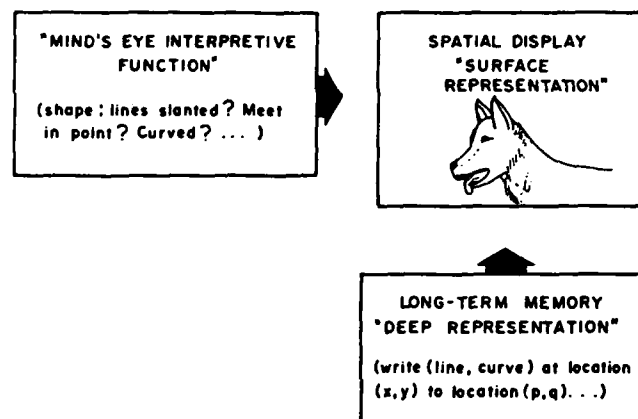 "MIND'S EYE INTERPRETIVE
FUNCTION"
(shape: lines slanted? Meet
in point? Curved? ... )
SPATIAL DISPLAY
"SURFACE
REPRESENTATION"
LONG-TERM MEMORY
"DEEP REPRESENTATION"
(write (line, curve) at location
(x,y) to location (p,q)...)